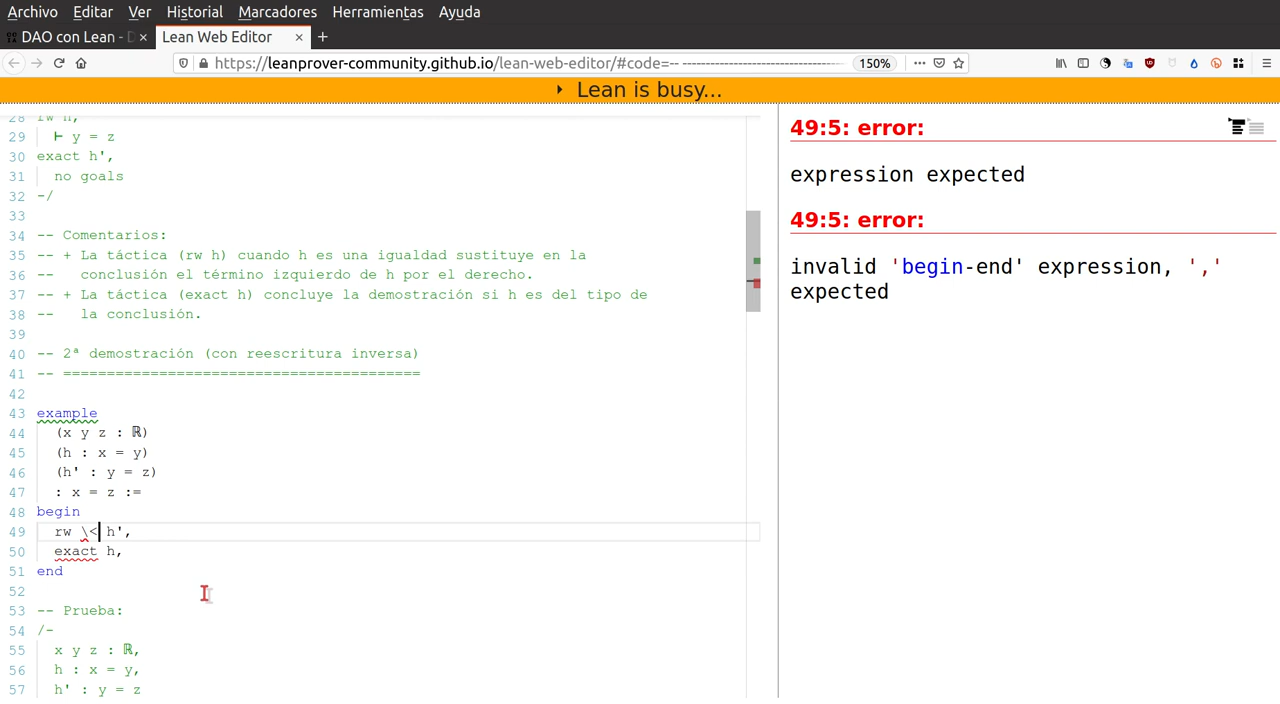 Archivo Editar Ver Historial Marcadores Herramientas Ayuda
DAO con Lean - D × Lean Web Editor × +
https://leanprover-community.github.io/lean-web-editor/#code=-- ------------------------------------ 150%
Lean is busy...
28 rw h,
29 ⊢ y = z
30 exact h',
31 no goals
32 -/
33
34 -- Comentarios:
35 -- + La táctica (rw h) cuando h es una igualdad sustituye en la
36 -- conclusión el término izquierdo de h por el derecho.
37 -- + La táctica (exact h) concluye la demostración si h es del tipo de
38 -- la conclusión.
39
40 -- 2ª demostración (con reescritura inversa)
41 -- =========================================
42
43 example
44 (x y z : ℝ)
45 (h : x = y)
46 (h' : y = z)
47 : x = z :=
48 begin
49 rw \< h',
50 exact h,
51 end
52
53 -- Prueba:
54 /-
55 x y z : ℝ,
56 h : x = y,
57 h' : y = z
49:5: error:
expression expected
49:5: error:
invalid 'begin-end' expression, ','
expected